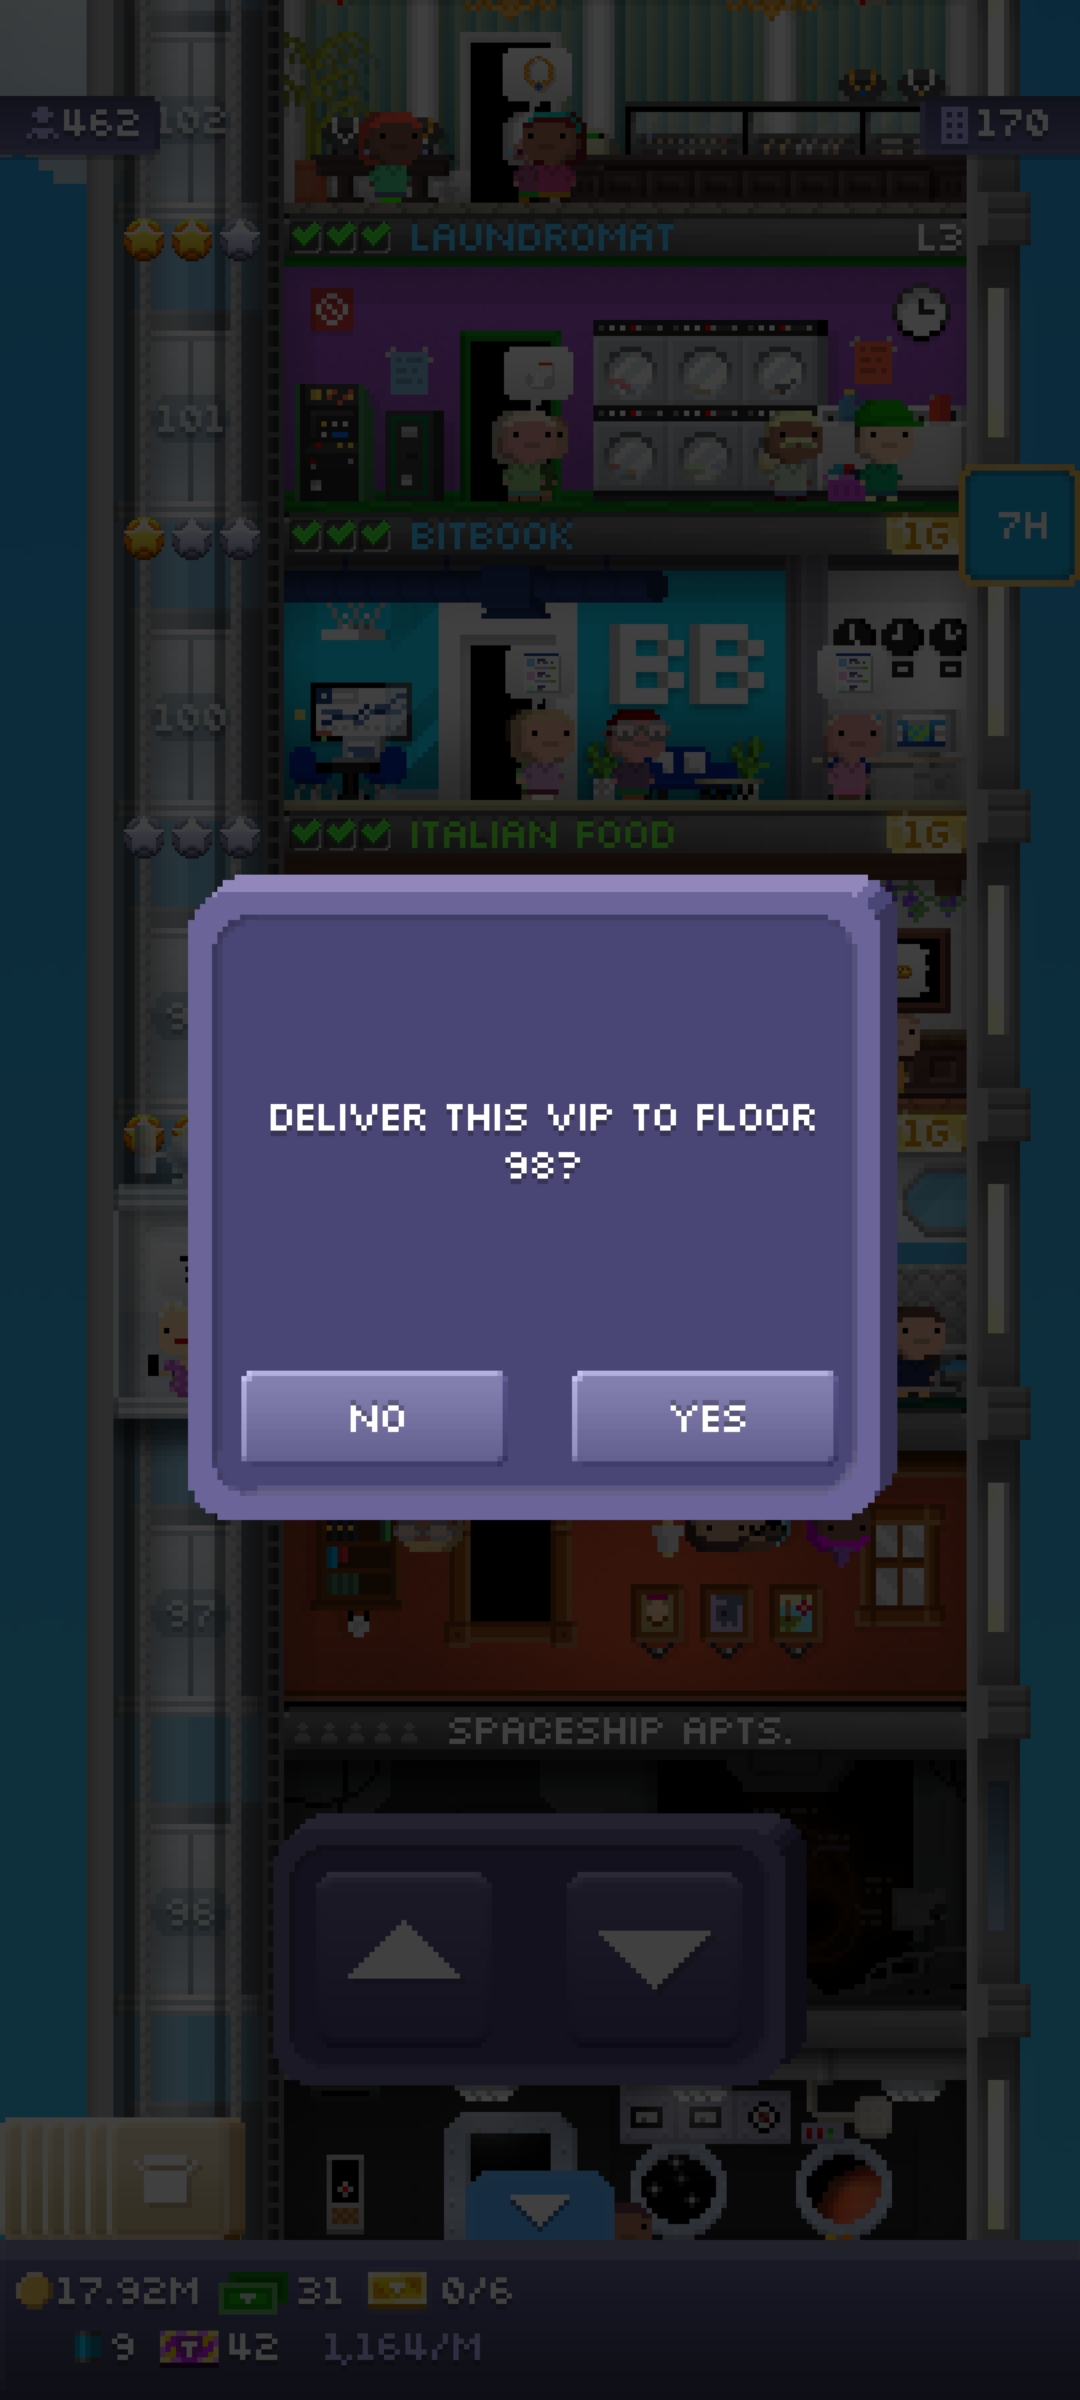 462
102
170
LAUNDROMAT
L3
101
7H
BITBOOK
1G
BB
100
ITALIAN FOOD
1G
1G
DELIVER THIS VIP TO FLOOR
98?
NO
YES
97
SPACESHIP APTS.
96
17.92M
31
0/6
9
T
42
1,164/M